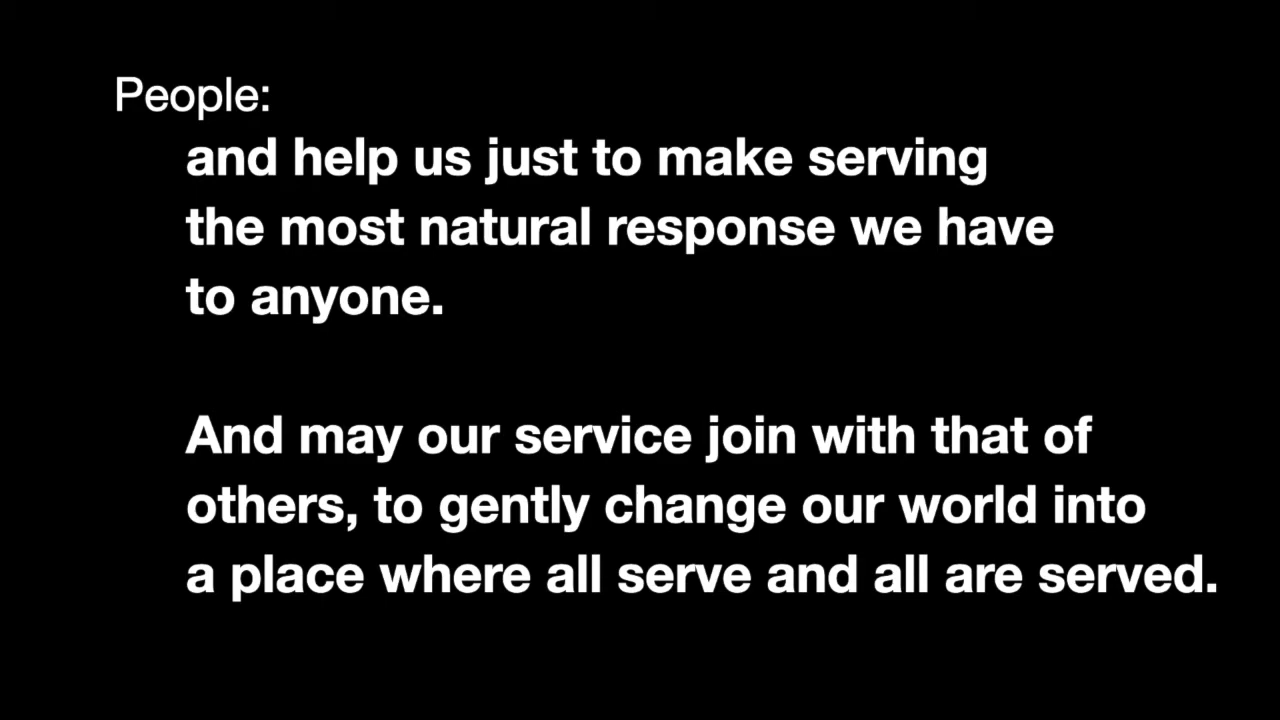 People:
and help us just to make serving
the most natural response we have
to anyone.
And may our service join with that of
others, to gently change our world into
a place where all serve and all are served.